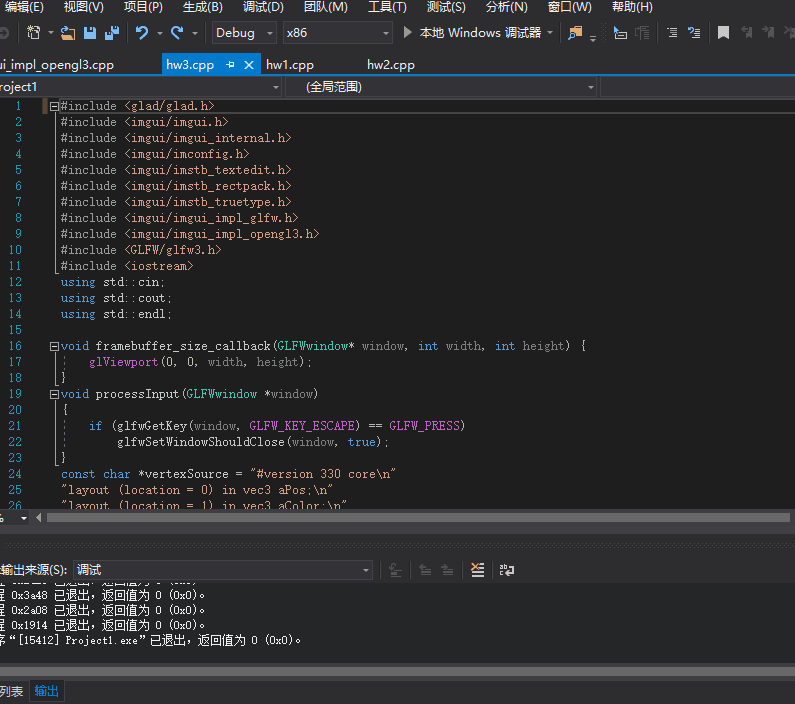 编辑(E) 视图(V) 项目(P) 生成(B) 调试(D) 团队(M) 工具(T) 测试(S) 分析(N) 窗口(W) 帮助(H)
Debug x86 本地 Windows 调试器
ui_impl_opengl3.cpp hw3.cpp hw1.cpp hw2.cpp
roject1 (全局范围)
1 #include <glad/glad.h>
2 #include <imgui/imgui.h>
3 #include <imgui/imgui_internal.h>
4 #include <imgui/imconfig.h>
5 #include <imgui/imstb_textedit.h>
6 #include <imgui/imstb_rectpack.h>
7 #include <imgui/imstb_truetype.h>
8 #include <imgui/imgui_impl_glfw.h>
9 #include <imgui/imgui_impl_opengl3.h>
10 #include <GLFW/glfw3.h>
11 #include <iostream>
12 using std::cin;
13 using std::cout;
14 using std::endl;
15
16 void framebuffer_size_callback(GLFWwindow* window, int width, int height) {
17 glViewport(0, 0, width, height);
18 }
19 void processInput(GLFWwindow *window)
20 {
21 if (glfwGetKey(window, GLFW_KEY_ESCAPE) == GLFW_PRESS)
22 glfwSetWindowShouldClose(window, true);
23 }
24 const char *vertexSource = "#version 330 core\n"
25 "layout (location = 0) in vec3 aPos;\n"
26 "layout (location = 1) in vec3 aColor;\n"
%
输出来源(S): 调试
程 0x3a48 已退出，返回值为 0 (0x0)。
程 0x2a08 已退出，返回值为 0 (0x0)。
程 0x1914 已退出，返回值为 0 (0x0)。
序“[15412] Project1.exe”已退出，返回值为 0 (0x0)。
列表 输出